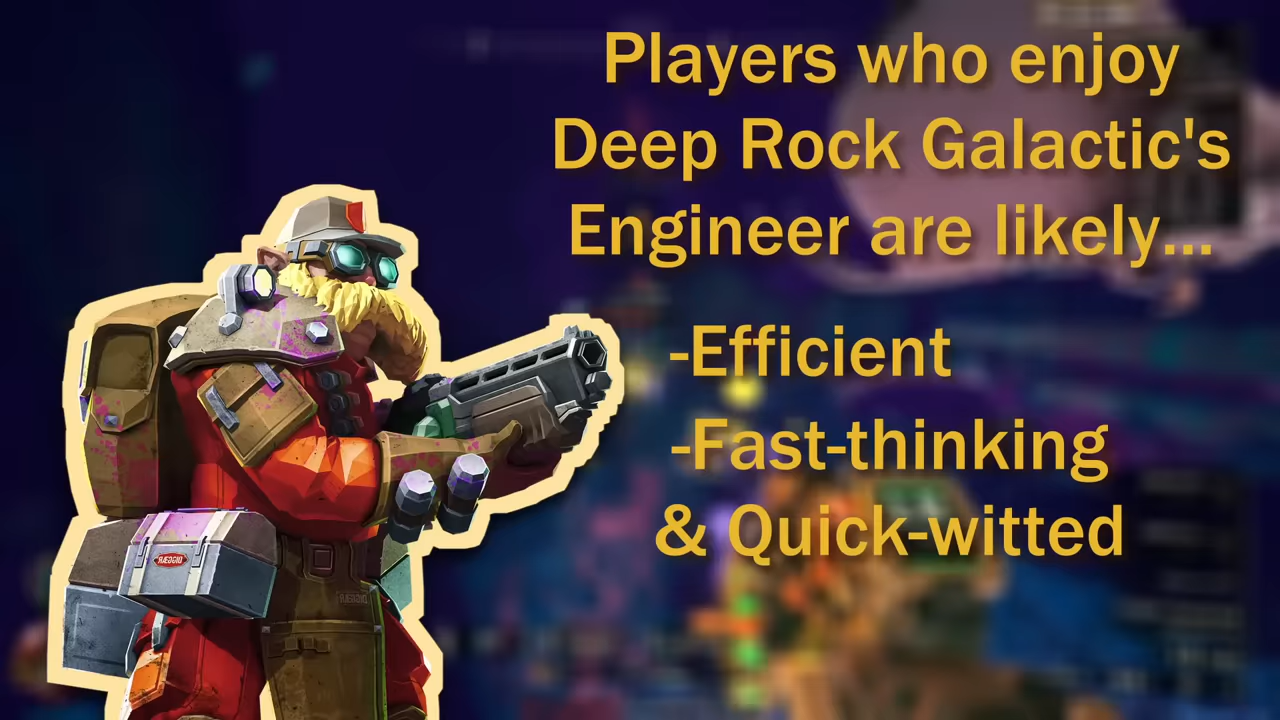 Players who enjoy
Deep Rock Galactic's
Engineer are likely...
-Efficient
-Fast-thinking
& Quick-witted